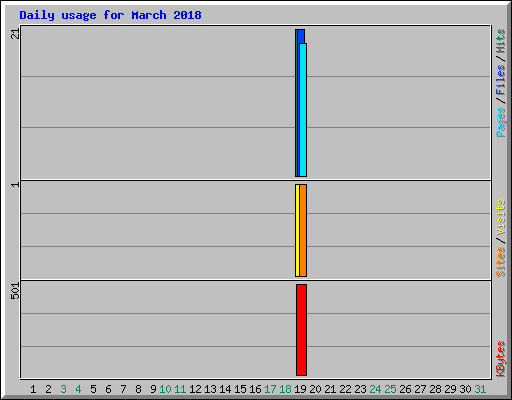 Daily usage for March 2018
21
1
501
Pages / Files / Hits
Sites / Visits
KBytes
1 2 3 4 5 6 7 8 9 10 11 12 13 14 15 16 17 18 19 20 21 22 23 24 25 26 27 28 29 30 31